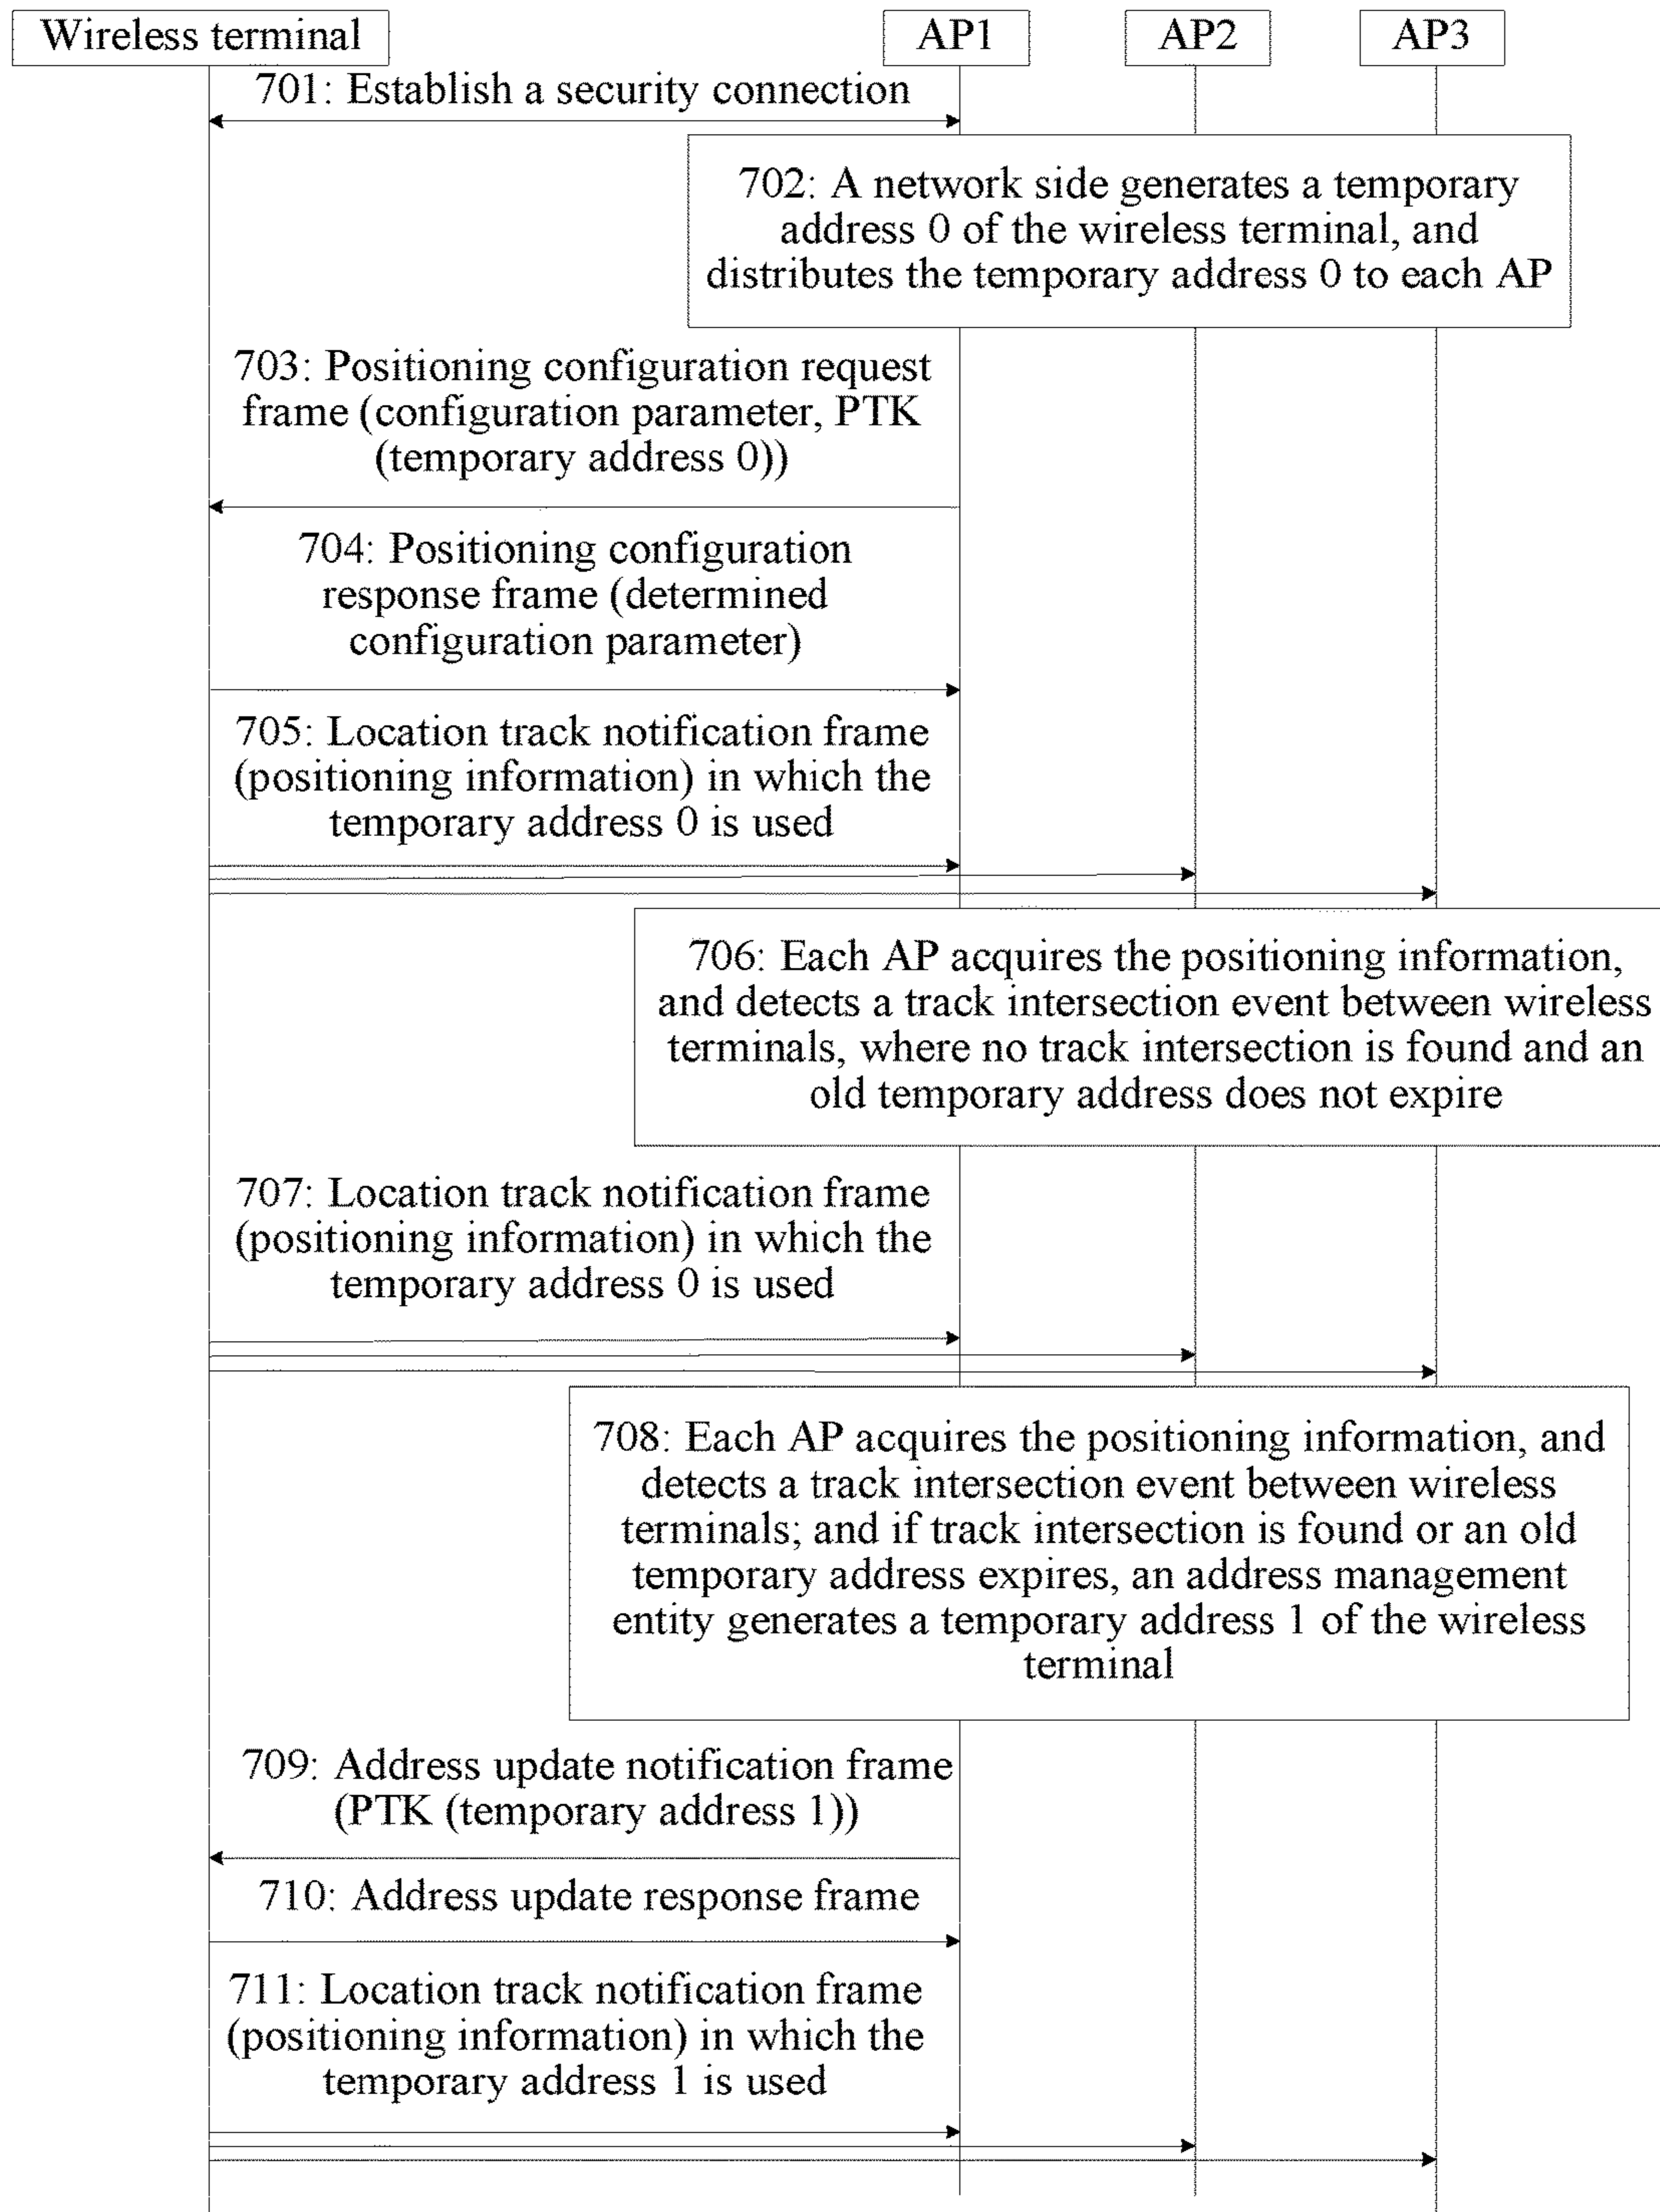 Wireless terminal
AP1
AP2
AP3
701: Establish a security connection
702: A network side generates a temporary
address 0 of the wireless terminal, and
distributes the temporary address 0 to each AP
703: Positioning configuration request
frame (configuration parameter, PTK
(temporary address 0))
704: Positioning configuration
response frame (determined
configuration parameter)
705: Location track notification frame
(positioning information) in which the
temporary address 0 is used
706: Each AP acquires the positioning information,
and detects a track intersection event between wireless
terminals, where no track intersection is found and an
old temporary address does not expire
707: Location track notification frame
(positioning information) in which the
temporary address 0 is used
708: Each AP acquires the positioning information, and
detects a track intersection event between wireless
terminals; and if track intersection is found or an old
temporary address expires, an address management
entity generates a temporary address 1 of the wireless
terminal
709: Address update notification frame
(PTK (temporary address 1))
710: Address update response frame
711: Location track notification frame
(positioning information) in which the
temporary address 1 is used